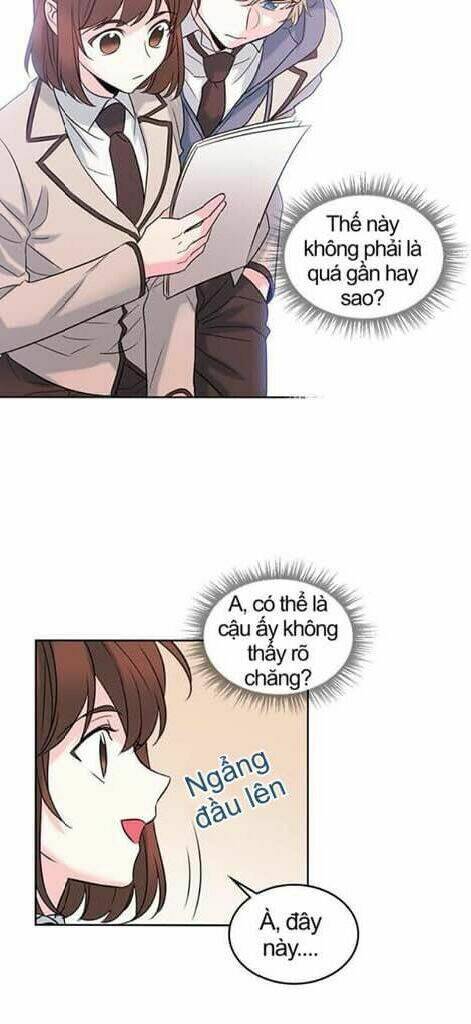 Thế này
không phải là
quá gần hay
sao?
A, có thể là
cậu ấy không
thấy rõ
chăng?
Ngẩng
đầu lên
À, đây
này....